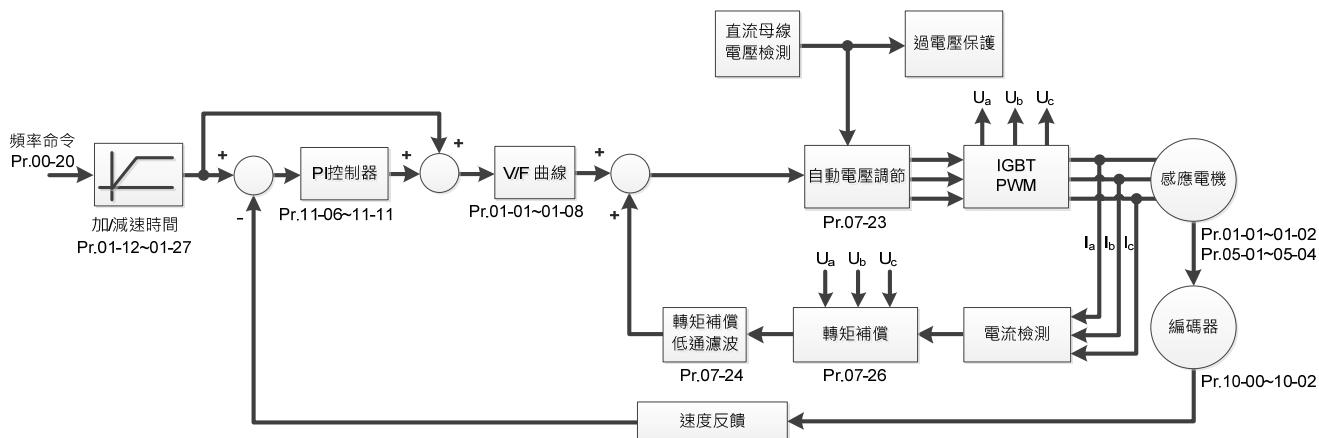 直流母線
電壓檢測
過電壓保護
Ua
Ub
Uc
頻率命令
Pr.00-20
+
-
加/減速時間
Pr.01-12~01-27
PI控制器
Pr.11-06~11-11
+
+
V/F 曲線
Pr.01-01~01-08
+
+
自動電壓調節
Pr.07-23
IGBT
PWM
感應電機
Pr.01-01~01-02
Pr.05-01~05-04
Ia
Ib
Ic
Ua
Ub
Uc
轉矩補償
低通濾波
Pr.07-24
轉矩補償
Pr.07-26
電流檢測
編碼器
Pr.10-00~10-02
速度反饋